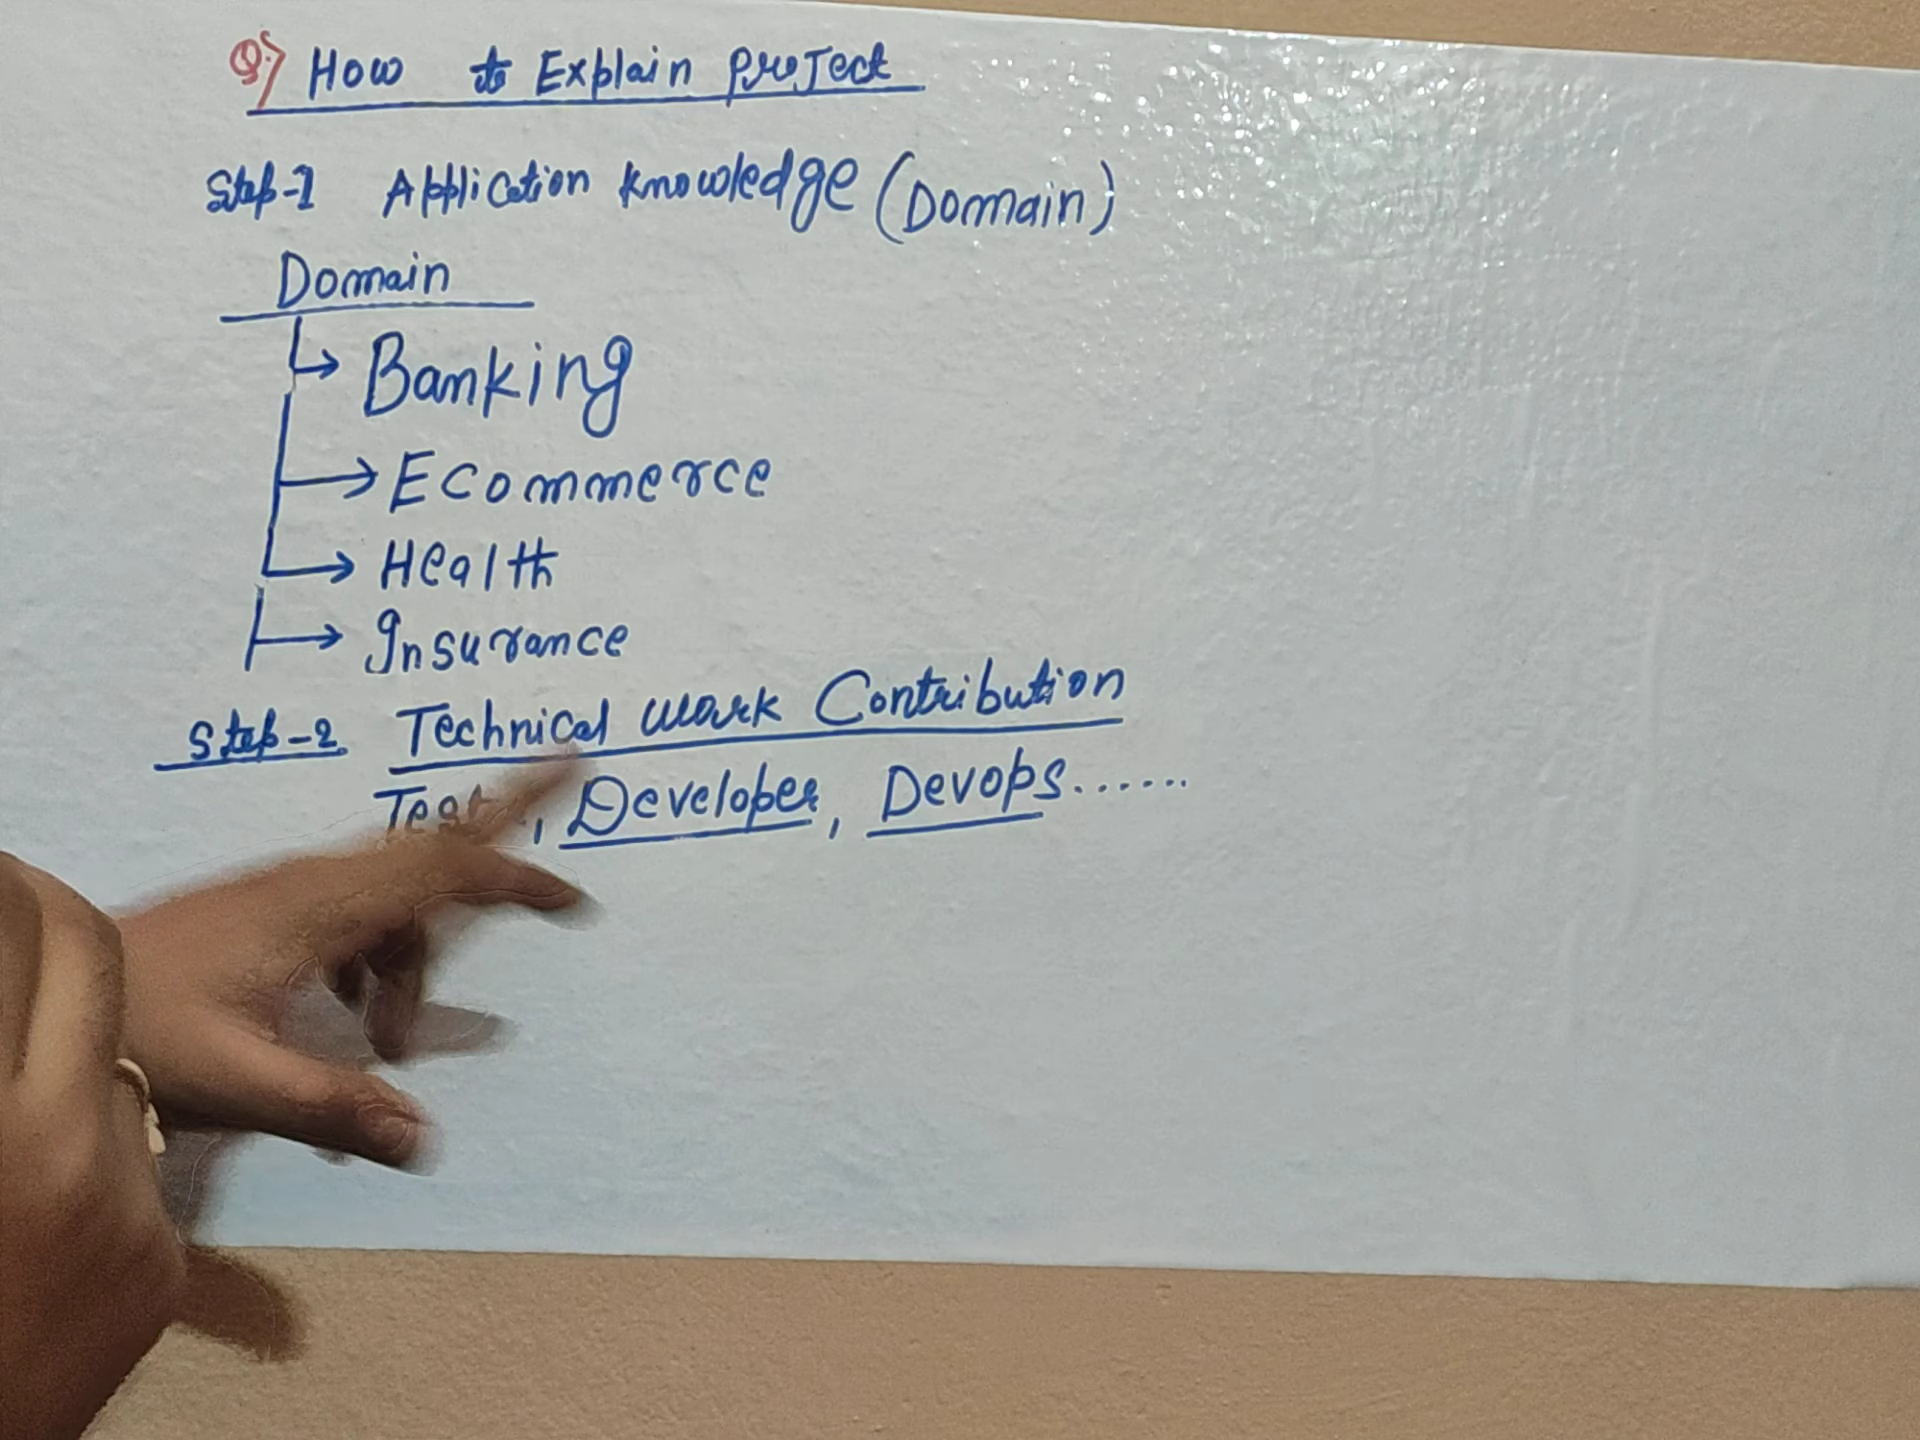 Q.) How to Explain Project
Step-1 Application knowledge (Domain)
Domain
↳ Banking
→ Ecommerce
→ Health
→ Insurance
Step-2 Technical work Contribution
, Developer, Devops......